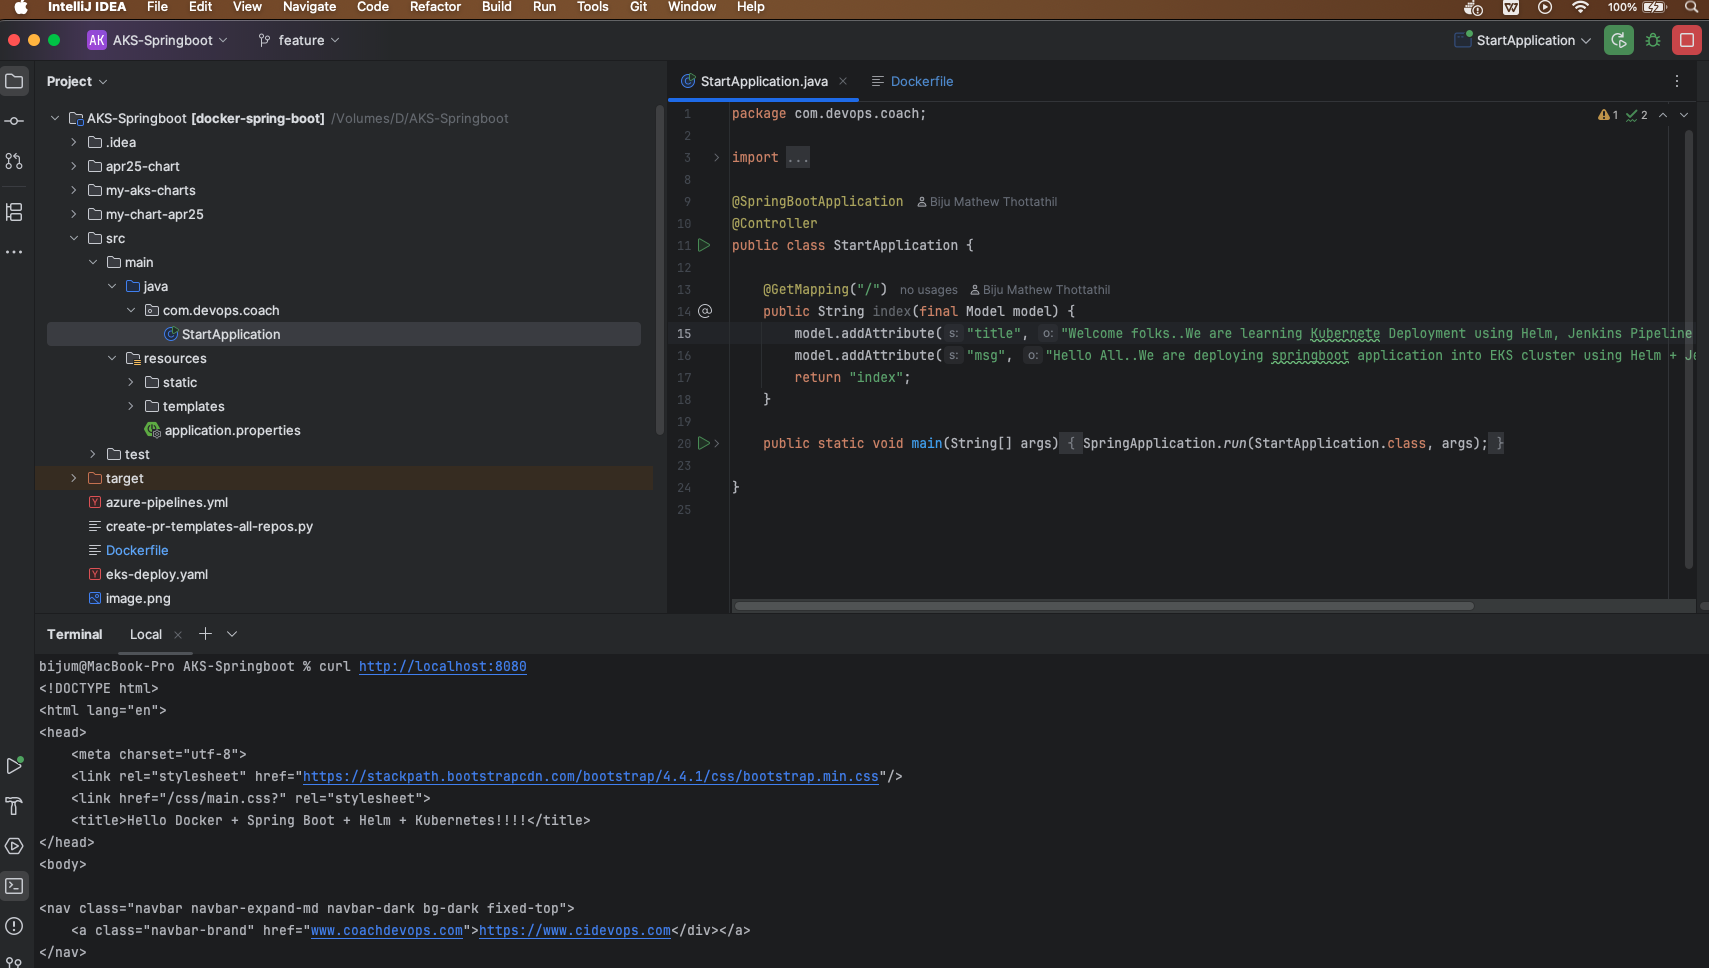 IntelliJ IDEA File Edit View Navigate Code Refactor Build Run Tools Git Window Help 100%
AK AKS-Springboot feature StartApplication
Project
AKS-Springboot [docker-spring-boot] /Volumes/D/AKS-Springboot
.idea
apr25-chart
my-aks-charts
my-chart-apr25
src
main
java
com.devops.coach
StartApplication
resources
static
templates
application.properties
test
target
azure-pipelines.yml
create-pr-templates-all-repos.py
Dockerfile
eks-deploy.yaml
image.png
StartApplication.java Dockerfile
1 package com.devops.coach; 1 2
2
3 import ...
8
9 @SpringBootApplication Biju Mathew Thottathil
10 @Controller
11 public class StartApplication {
12
13 @GetMapping("/") no usages Biju Mathew Thottathil
14 public String index(final Model model) {
15 model.addAttribute( s: "title", o: "Welcome folks..We are learning Kubernete Deployment using Helm, Jenkins Pipeline
16 model.addAttribute( s: "msg", o: "Hello All..We are deploying springboot application into EKS cluster using Helm + Je
17 return "index";
18 }
19
20 public static void main(String[] args) { SpringApplication.run(StartApplication.class, args); }
23
24 }
25
Terminal Local
bijum@MacBook-Pro AKS-Springboot % curl http://localhost:8080
<!DOCTYPE html>
<html lang="en">
<head>
<meta charset="utf-8">
<link rel="stylesheet" href="https://stackpath.bootstrapcdn.com/bootstrap/4.4.1/css/bootstrap.min.css"/>
<link href="/css/main.css?" rel="stylesheet">
<title>Hello Docker + Spring Boot + Helm + Kubernetes!!!!</title>
</head>
<body>
<nav class="navbar navbar-expand-md navbar-dark bg-dark fixed-top">
<a class="navbar-brand" href="www.coachdevops.com">https://www.cidevops.com</div></a>
</nav>